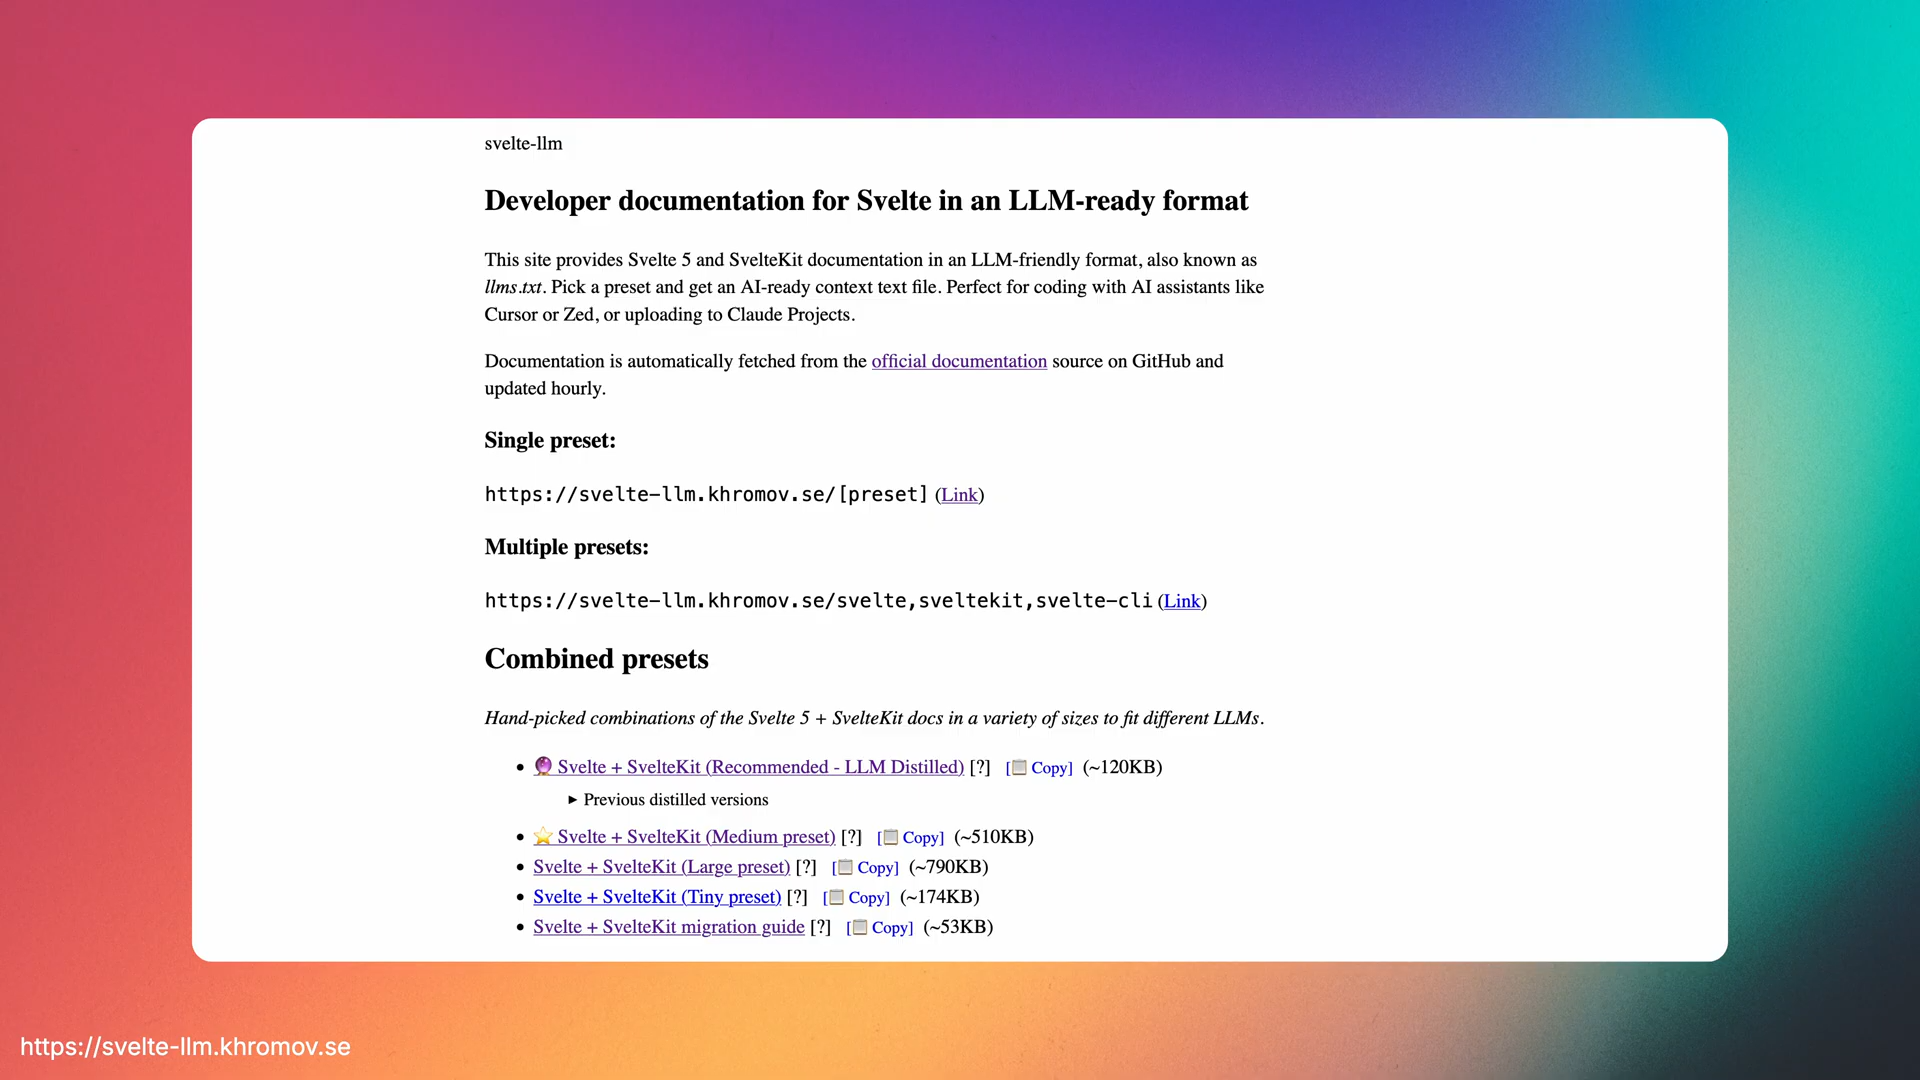 svelte-llm
Developer documentation for Svelte in an LLM-ready format
This site provides Svelte 5 and SvelteKit documentation in an LLM-friendly format, also known as
llms.txt. Pick a preset and get an AI-ready context text file. Perfect for coding with AI assistants like
Cursor or Zed, or uploading to Claude Projects.
Documentation is automatically fetched from the official documentation source on GitHub and
updated hourly.
Single preset:
https://svelte-llm.khromov.se/[preset] (Link)
Multiple presets:
https://svelte-llm.khromov.se/svelte,sveltekit,svelte-cli (Link)
Combined presets
Hand-picked combinations of the Svelte 5 + SvelteKit docs in a variety of sizes to fit different LLMs.
• 🔮 Svelte + SvelteKit (Recommended - LLM Distilled) [?] [📋 Copy] (~120KB)
▶ Previous distilled versions
• ⭐ Svelte + SvelteKit (Medium preset) [?] [📋 Copy] (~510KB)
• Svelte + SvelteKit (Large preset) [?] [📋 Copy] (~790KB)
• Svelte + SvelteKit (Tiny preset) [?] [📋 Copy] (~174KB)
• Svelte + SvelteKit migration guide [?] [📋 Copy] (~53KB)
https://svelte-llm.khromov.se